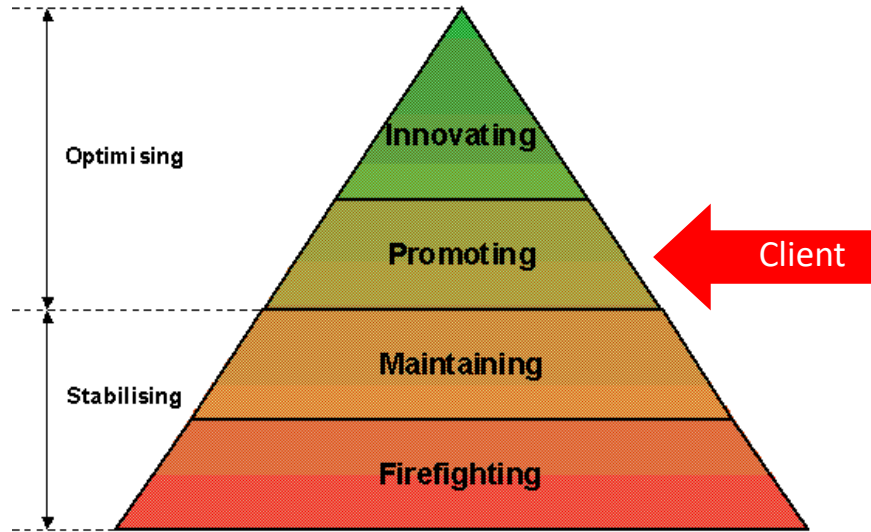 Innovating
Optimising
Promoting
Client
Maintaining
Stabilising
Firefighting